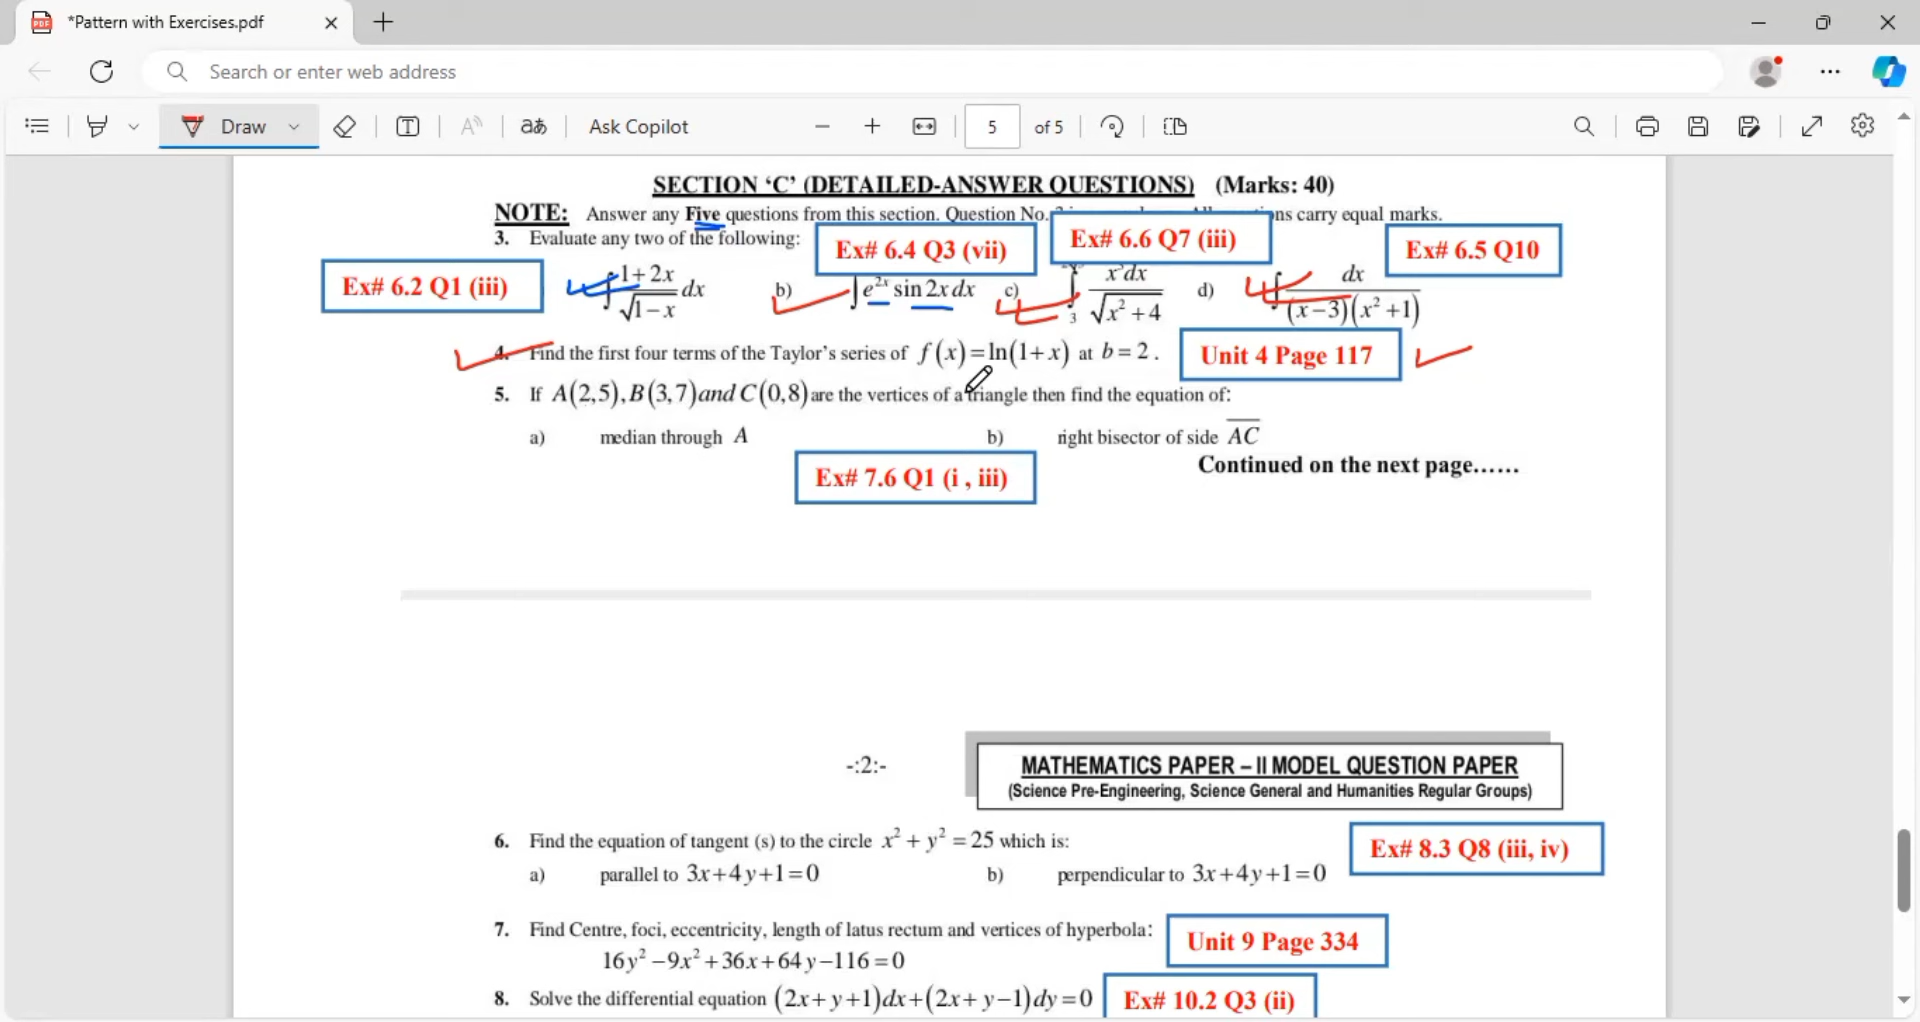 *Pattern with Exercises.pdf
Search or enter web address
Draw
Ask Copilot
5 of 5
SECTION ‘C’ (DETAILED-ANSWER QUESTIONS) (Marks: 40)
NOTE: Answer any Five questions from this section. Question No. ns carry equal marks.
3. Evaluate any two of the following:
Ex# 6.4 Q3 (vii)
Ex# 6.6 Q7 (iii)
Ex# 6.5 Q10
Ex# 6.2 Q1 (iii)
∫ (1+2x)/√(1−x) dx b) ∫ e^{2x} sin 2x dx c) ∫_3 x dx/√(x²+4) d) ∫ dx/((x−3)(x²+1))
4. Find the first four terms of the Taylor’s series of f(x)=ln(1+x) at b=2.
Unit 4 Page 117
5. If A(2,5), B(3,7) and C(0,8) are the vertices of a triangle then find the equation of:
a) median through A b) right bisector of side A̅C̅
Ex# 7.6 Q1 (i , iii)
Continued on the next page……
-:2:-
MATHEMATICS PAPER – II MODEL QUESTION PAPER
(Science Pre-Engineering, Science General and Humanities Regular Groups)
6. Find the equation of tangent (s) to the circle x² + y² = 25 which is:
Ex# 8.3 Q8 (iii, iv)
a) parallel to 3x+4y+1=0 b) perpendicular to 3x+4y+1=0
7. Find Centre, foci, eccentricity, length of latus rectum and vertices of hyperbola:
Unit 9 Page 334
16y² −9x² +36x+64y−116=0
8. Solve the differential equation (2x+y+1)dx+(2x+y−1)dy=0
Ex# 10.2 Q3 (ii)